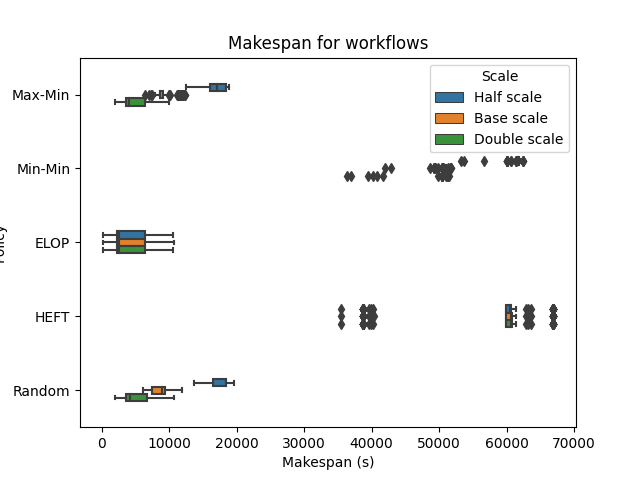 Makespan for workflows
Scale
Half scale
Base scale
Double scale
Max-Min
Min-Min
ELOP
HEFT
Random
0 10000 20000 30000 40000 50000 60000 70000
Makespan (s)